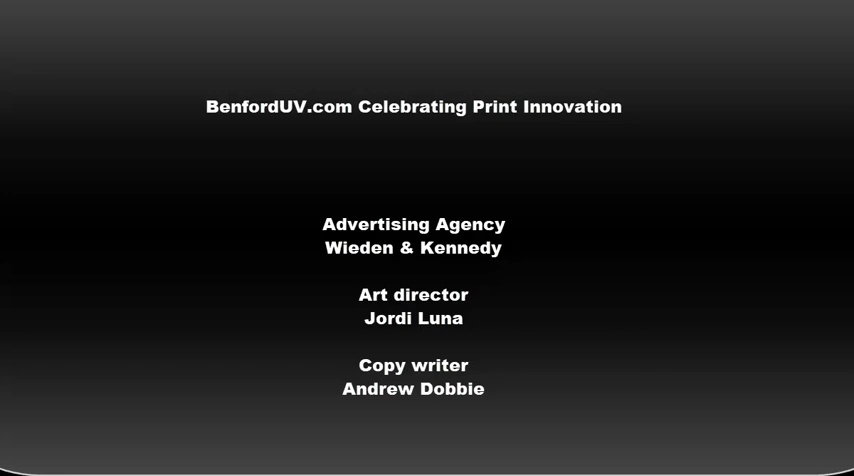 BenfordUV.com Celebrating Print Innovation
Advertising Agency
Wieden & Kennedy
Art director
Jordi Luna
Copy writer
Andrew Dobbie